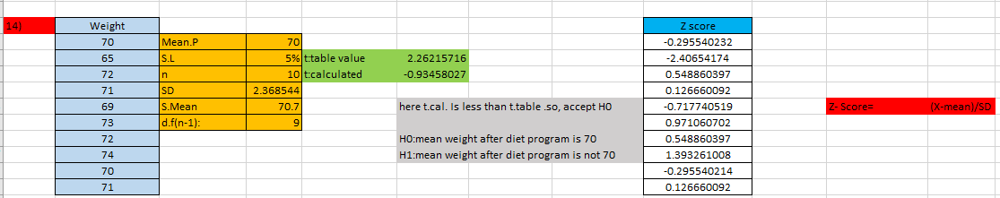 14) Weight Z score
70 Mean.P 70 -0.295540232
65 S.L 5% t:table value 2.26215716 -2.40654174
72 n 10 t:calculated -0.93458027 0.548860397
71 SD 2.368544 0.126660092
69 S.Mean 70.7 here t.cal. Is less than t.table .so, accept H0 -0.717740519 Z- Score= (X-mean)/SD
73 d.f(n-1): 9 0.971060702
72 H0:mean weight after diet program is 70 0.548860397
74 H1:mean weight after diet program is not 70 1.393261008
70 -0.295540214
71 0.126660092